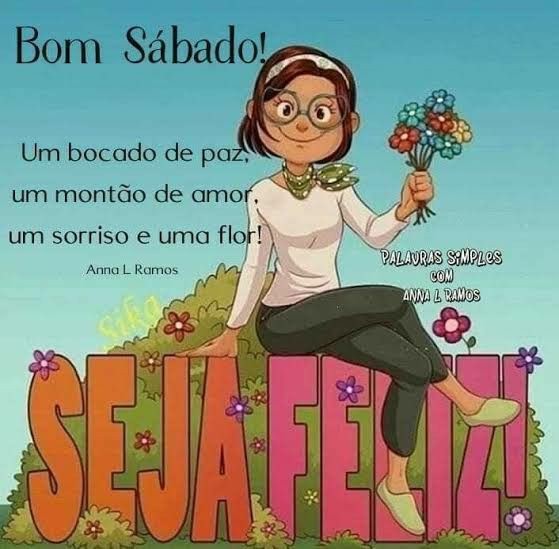 Bom Sábado!
Um bocado de paz,
um montão de amor,
um sorriso e uma flor!
Anna L Ramos
PALAVRAS SiMPLeS
COM
ANNA L RAMOS
Sika
SEJA FELIZ!